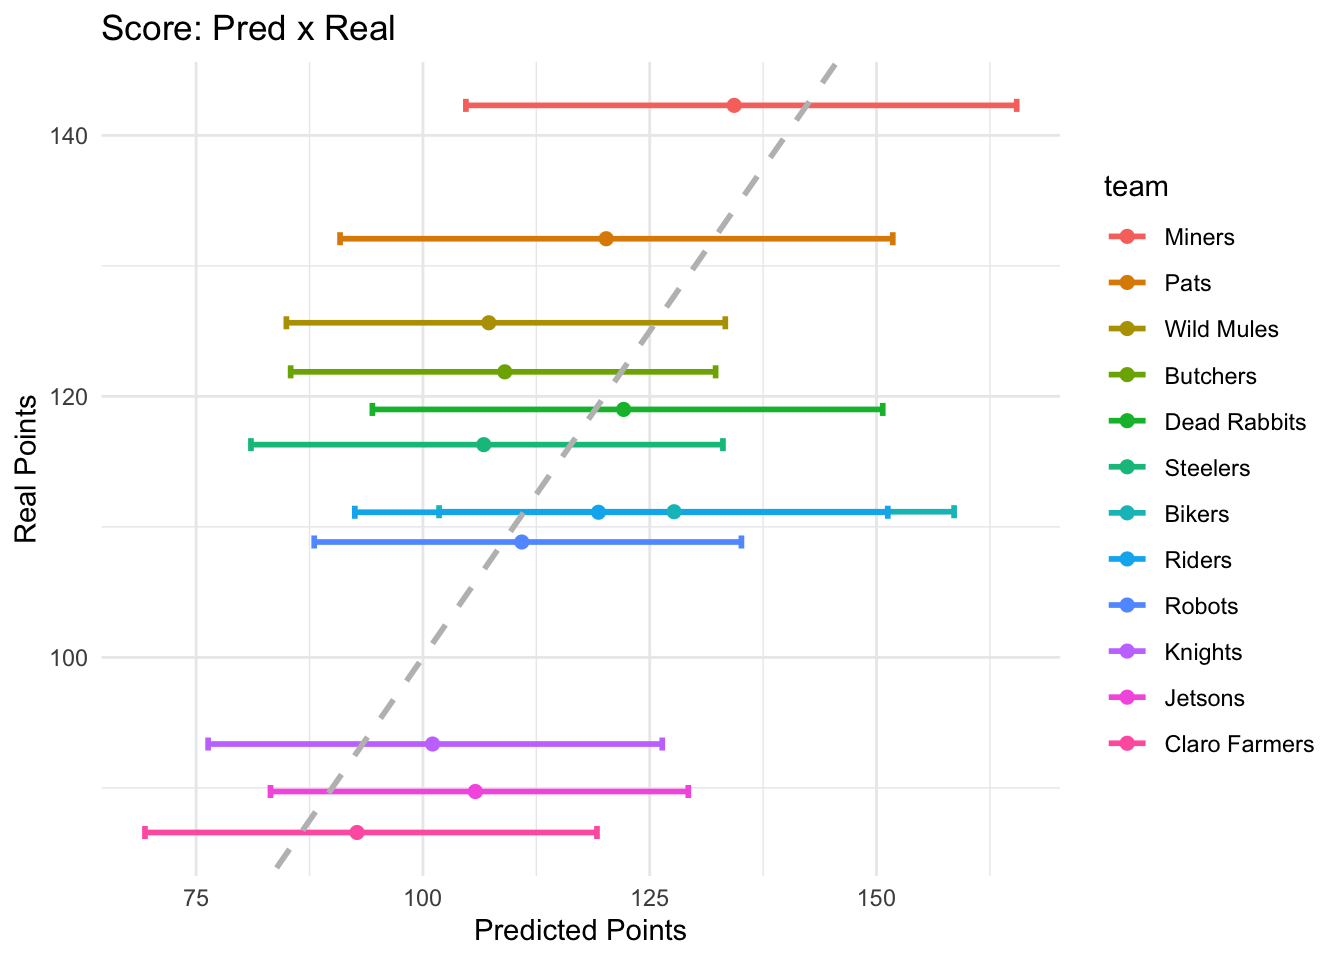 Score: Pred x Real
140
120
100
Real Points
75
100
125
150
Predicted Points
team
Miners
Pats
Wild Mules
Butchers
Dead Rabbits
Steelers
Bikers
Riders
Robots
Knights
Jetsons
Claro Farmers